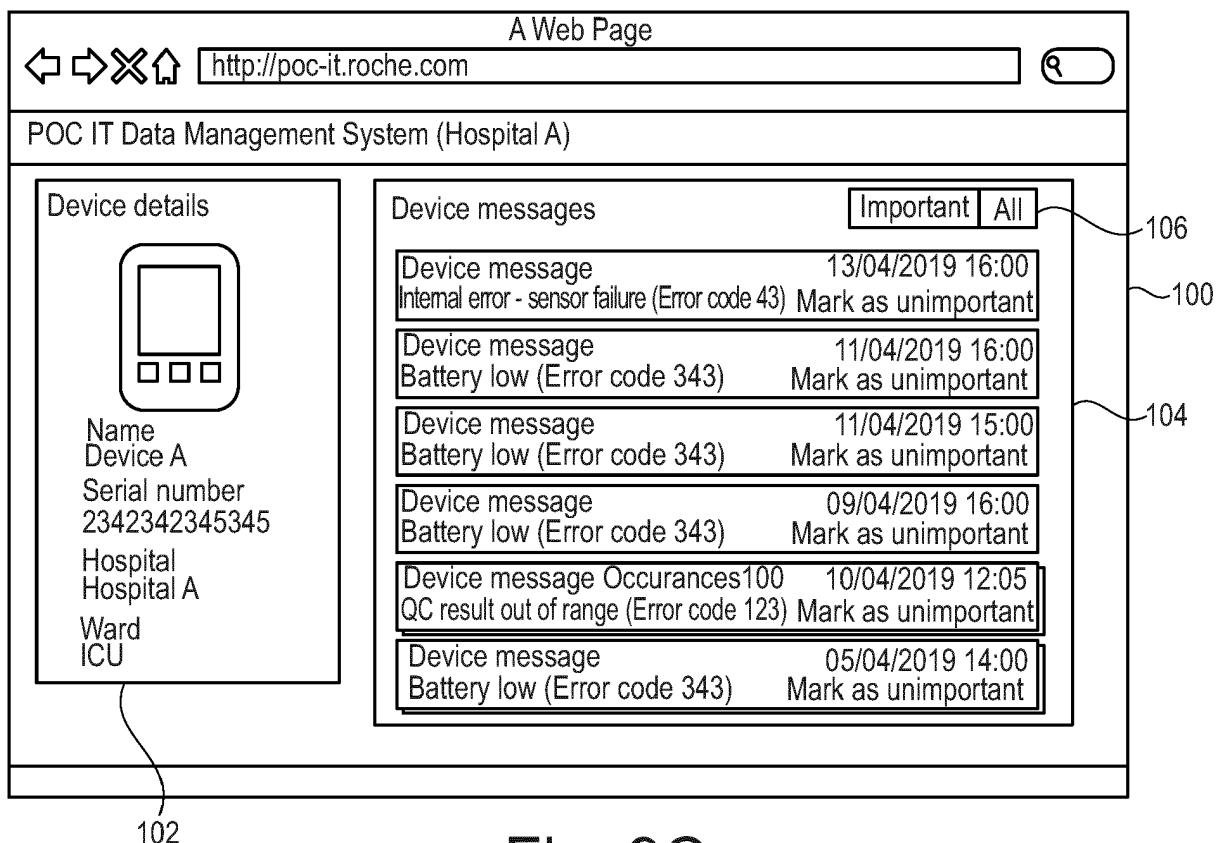 A Web Page
http://poc-it.roche.com
POC IT Data Management System (Hospital A)
Device details
Name
Device A
Serial number
2342342345345
Hospital
Hospital A
Ward
ICU
102
Device messages
Important All
106
100
104
Device message 13/04/2019 16:00
Internal error - sensor failure (Error code 43) Mark as unimportant
Device message 11/04/2019 16:00
Battery low (Error code 343) Mark as unimportant
Device message 11/04/2019 15:00
Battery low (Error code 343) Mark as unimportant
Device message 09/04/2019 16:00
Battery low (Error code 343) Mark as unimportant
Device message Occurances100 10/04/2019 12:05
QC result out of range (Error code 123) Mark as unimportant
Device message 05/04/2019 14:00
Battery low (Error code 343) Mark as unimportant